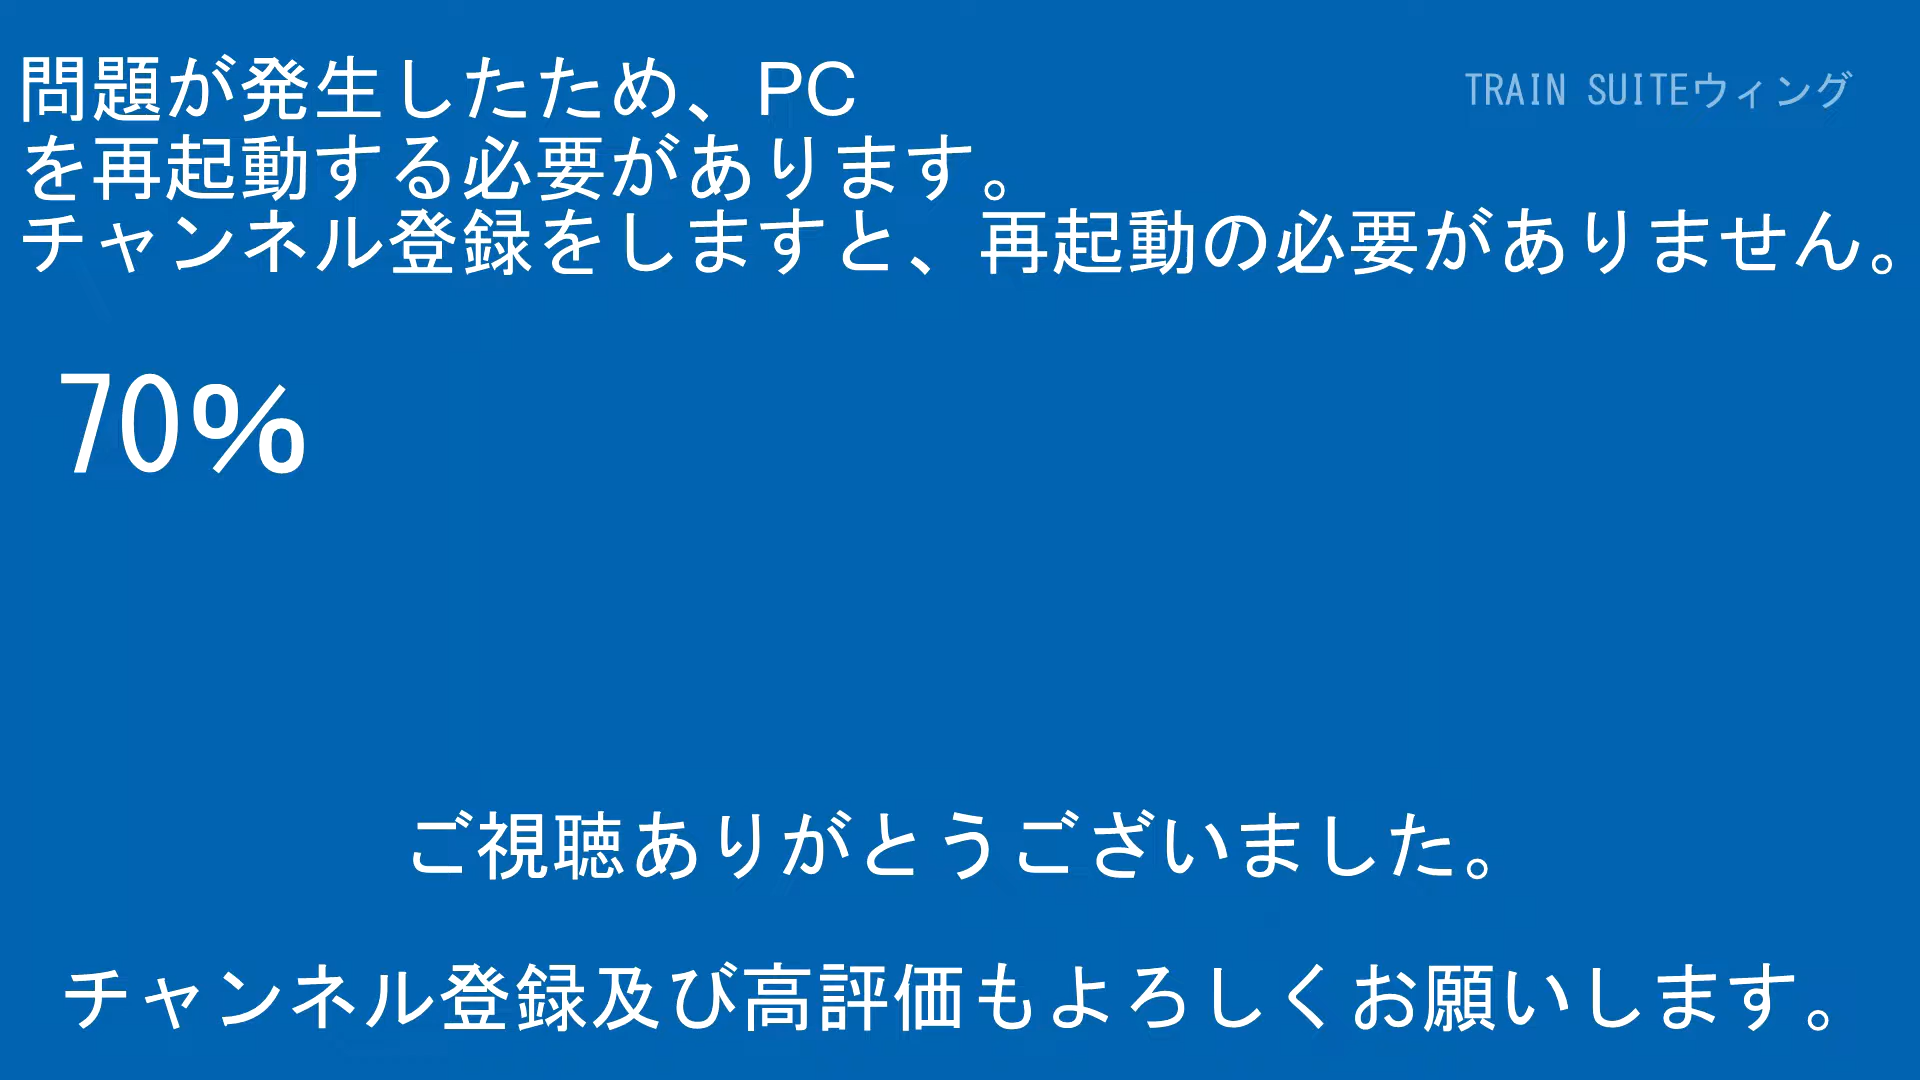 問題が発生したため、PC
を再起動する必要があります。
チャンネル登録をしますと、再起動の必要がありません。
TRAIN SUITEウィング
70%
ご視聴ありがとうございました。
チャンネル登録及び高評価もよろしくお願いします。